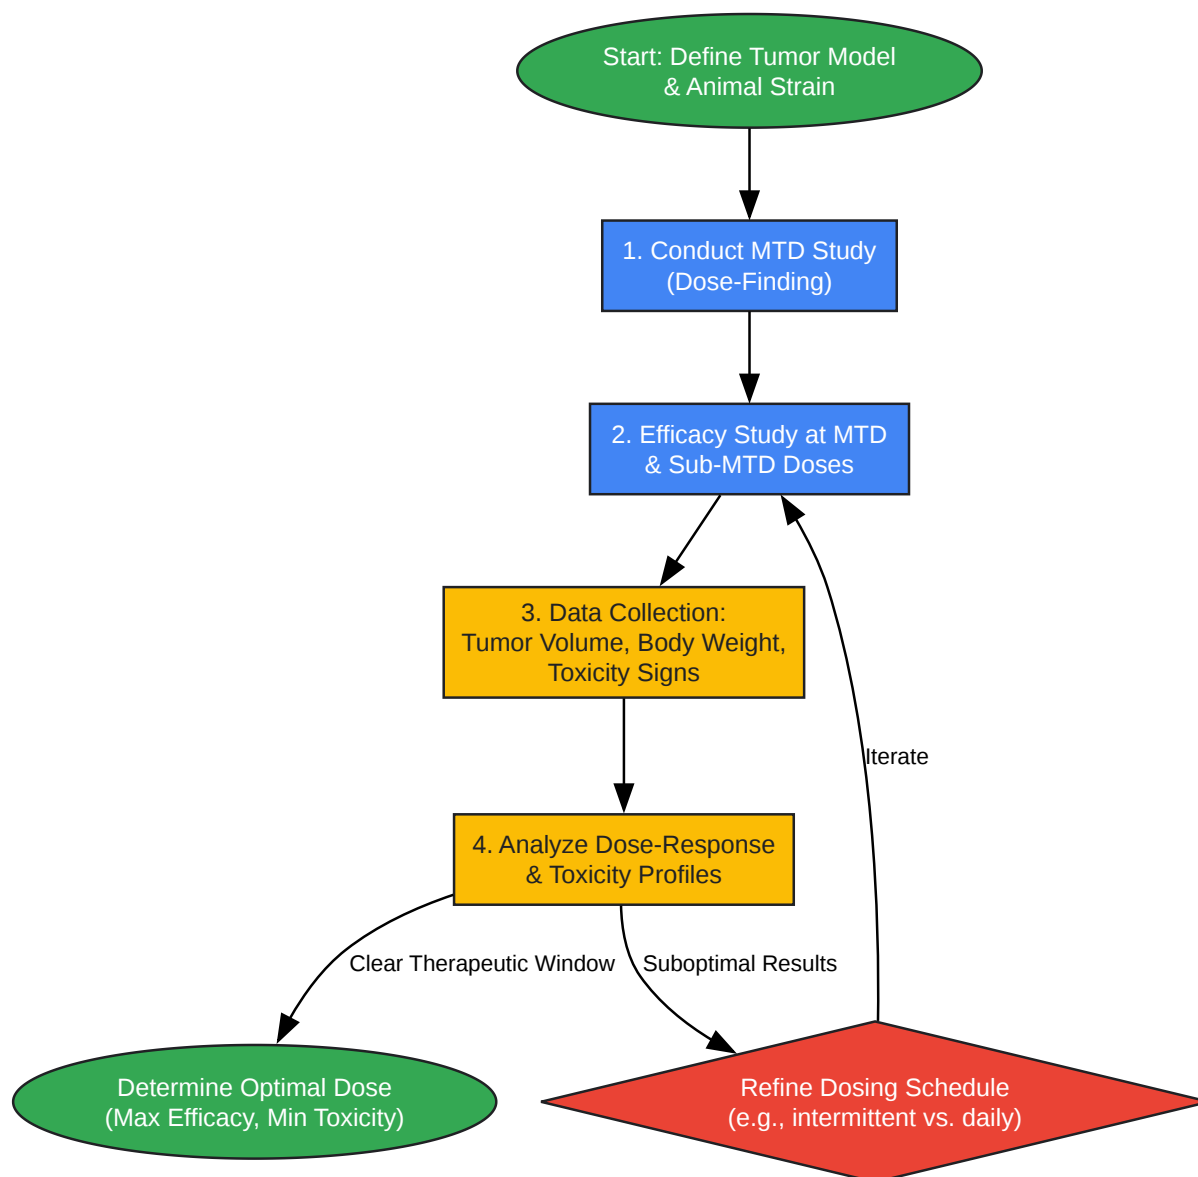 Start: Define Tumor Model
& Animal Strain
1. Conduct MTD Study
(Dose-Finding)
2. Efficacy Study at MTD
& Sub-MTD Doses
3. Data Collection:
Tumor Volume, Body Weight,
Toxicity Signs
Iterate
4. Analyze Dose-Response
& Toxicity Profiles
Clear Therapeutic Window
Suboptimal Results
Determine Optimal Dose
(Max Efficacy, Min Toxicity)
Refine Dosing Schedule
(e.g., intermittent vs. daily)